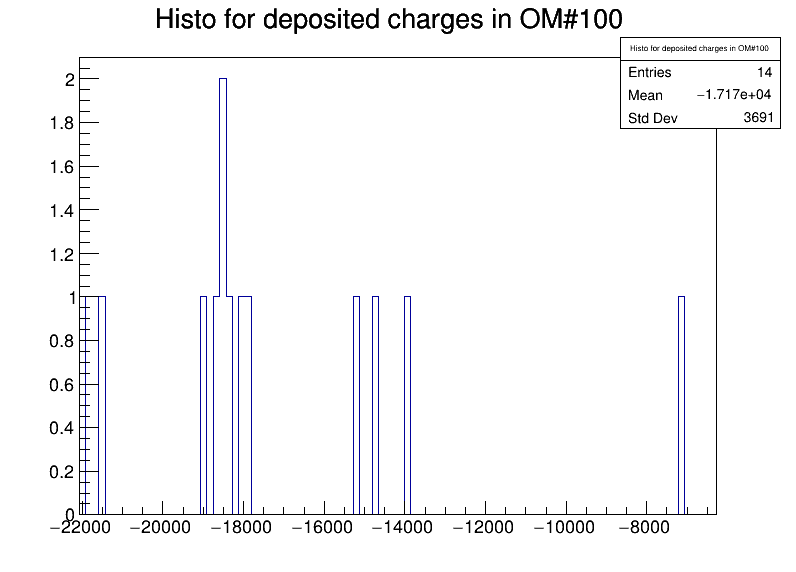 Histo for deposited charges in OM#100
Histo for deposited charges in OM#100
Entries 14
Mean −1.717e+04
Std Dev 3691
2
1.8
1.6
1.4
1.2
1
0.8
0.6
0.4
0.2
0
−22000 −20000 −18000 −16000 −14000 −12000 −10000 −8000